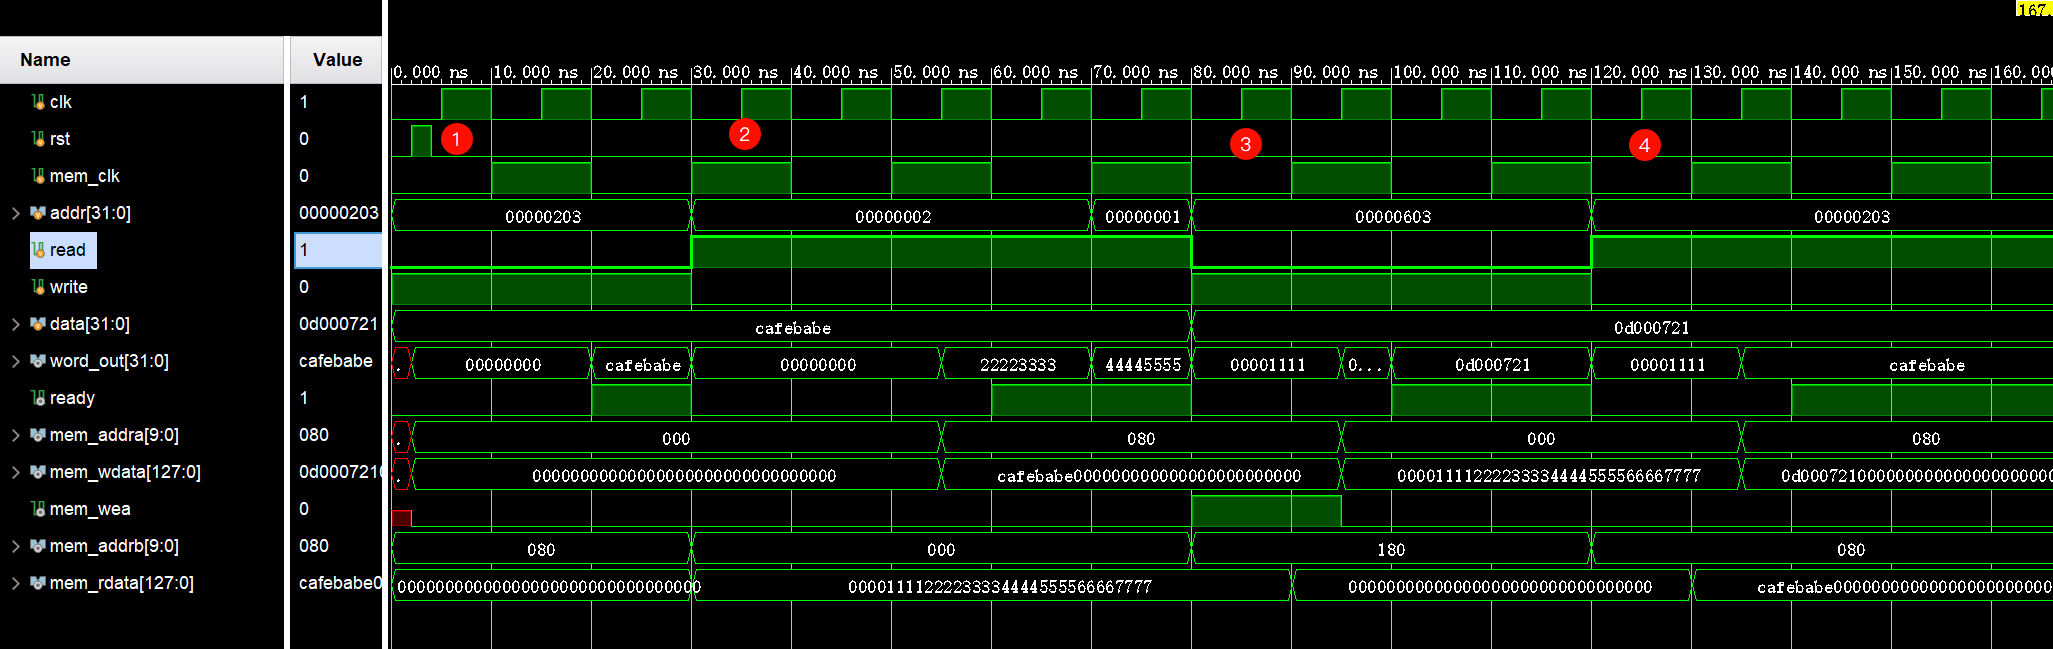 167.
Name Value
0.000 ns 10.000 ns 20.000 ns 30.000 ns 40.000 ns 50.000 ns 60.000 ns 70.000 ns 80.000 ns 90.000 ns 100.000 ns 110.000 ns 120.000 ns 130.000 ns 140.000 ns 150.000 ns 160.00
clk 1
rst 0 1 2 3 4
mem_clk 0
addr[31:0] 00000203 00000203 00000002 00000001 00000603 00000203
read 1
write 0
data[31:0] 0d000721 cafebabe 0d000721
word_out[31:0] cafebabe . 00000000 cafebabe 00000000 22223333 44445555 00001111 0... 0d000721 00001111 cafebabe
ready 1
mem_addra[9:0] 080 . 000 080 000 080
mem_wdata[127:0] 0d0007210 . 00000000000000000000000000000000 cafebabe000000000000000000000000 00001111222233334444555566667777 0d0007210000000000000000000
mem_wea 0
mem_addrb[9:0] 080 080 000 180 080
mem_rdata[127:0] cafebabe0 00000000000000000000000000000000 00001111222233334444555566667777 00000000000000000000000000000000 cafebabe0000000000000000000000